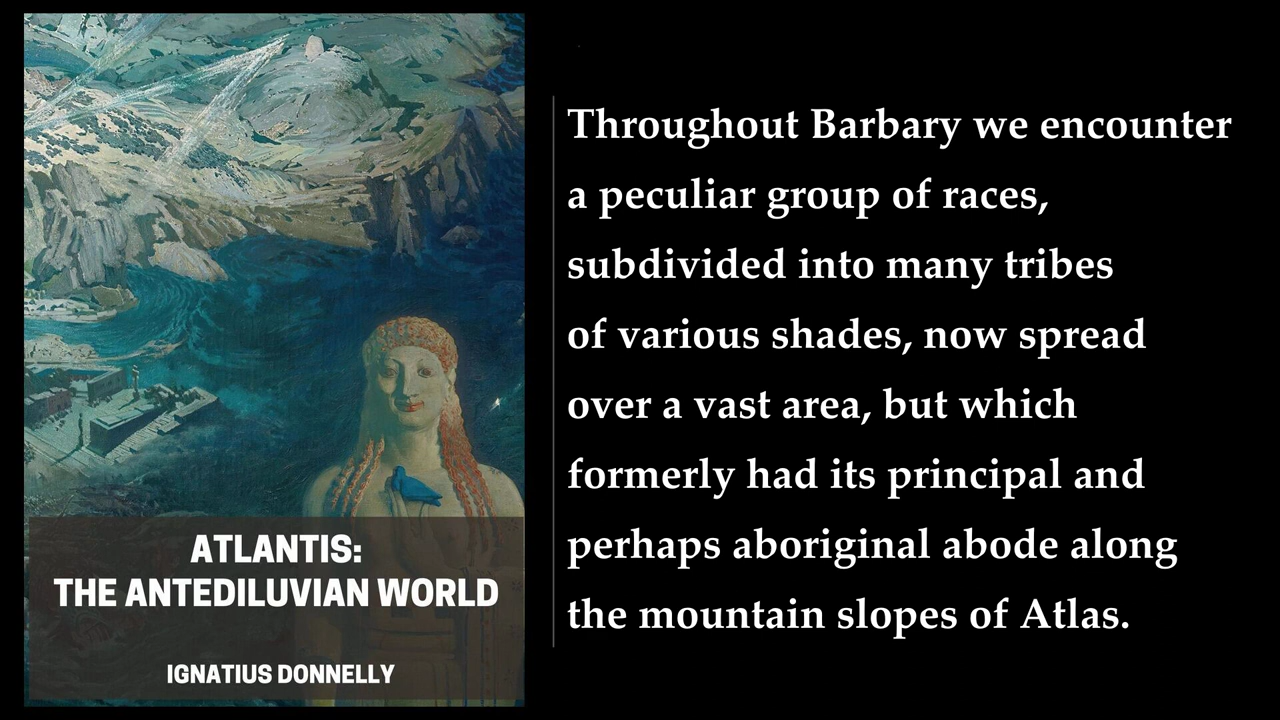 ATLANTIS:
THE ANTEDILUVIAN WORLD
IGNATIUS DONNELLY
Throughout Barbary we encounter
a peculiar group of races,
subdivided into many tribes
of various shades, now spread
over a vast area, but which
formerly had its principal and
perhaps aboriginal abode along
the mountain slopes of Atlas.